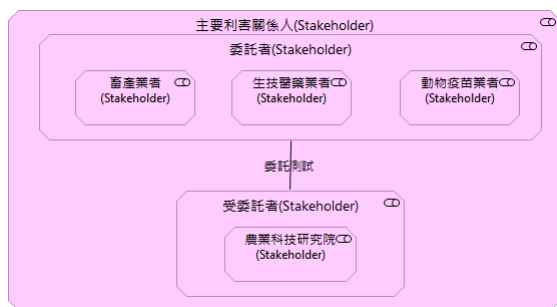 主要利害關係人(Stakeholder)
委託者(Stakeholder)
畜產業者
(Stakeholder)
生技醫藥業者
(Stakeholder)
動物疫苗業者
(Stakeholder)
委託測試
受委託者(Stakeholder)
農業科技研究院
(Stakeholder)